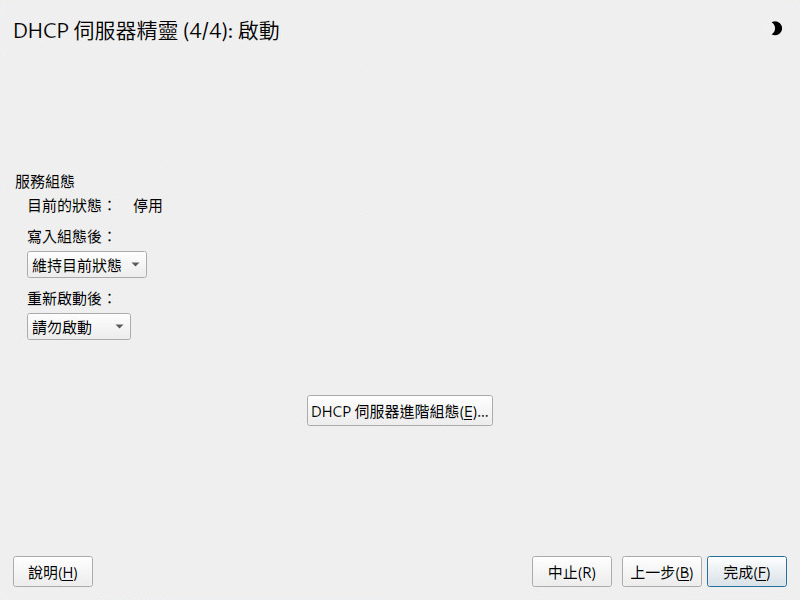 DHCP 伺服器精靈 (4/4): 啟動
服務組態
目前的狀態： 停用
寫入組態後：
維持目前狀態
重新啟動後：
請勿啟動
DHCP 伺服器進階組態(E)...
說明(H)
中止(R)
上一步(B)
完成(F)